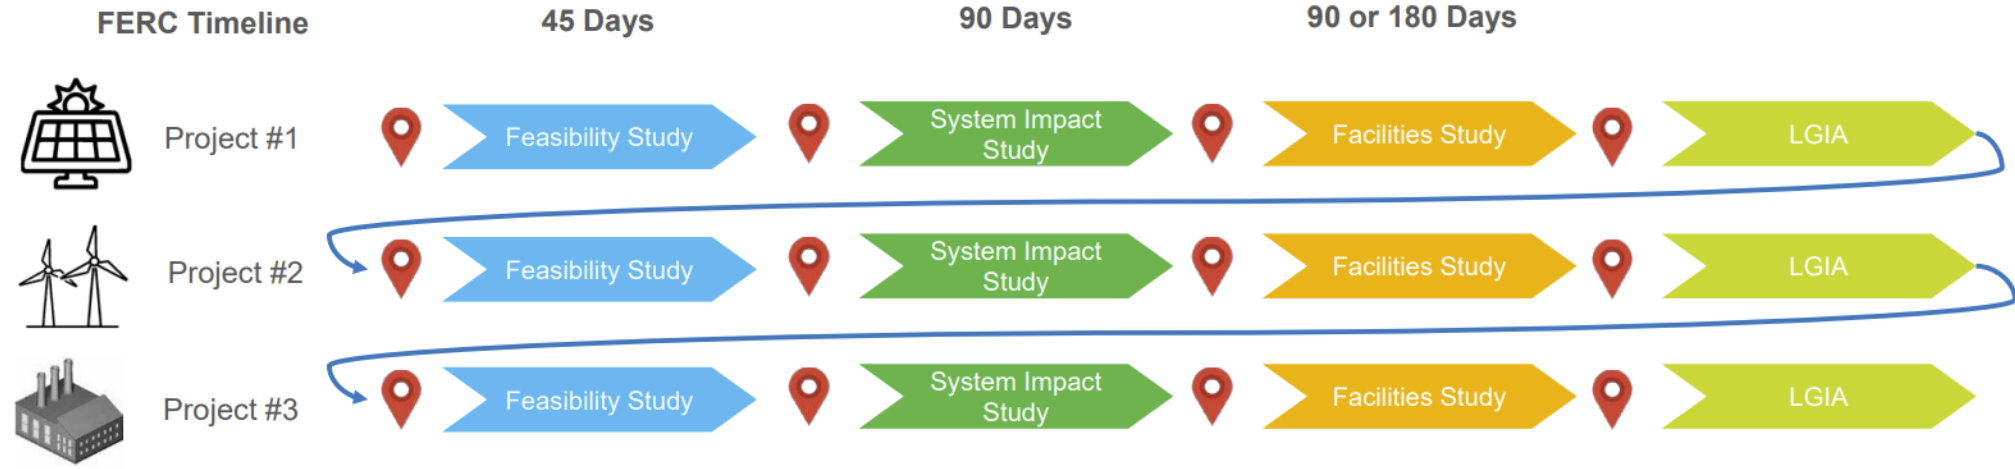 FERC Timeline
45 Days
90 Days
90 or 180 Days
Project #1
Feasibility Study
System Impact
Study
Facilities Study
LGIA
Project #2
Feasibility Study
System Impact
Study
Facilities Study
LGIA
Project #3
Feasibility Study
System Impact
Study
Facilities Study
LGIA